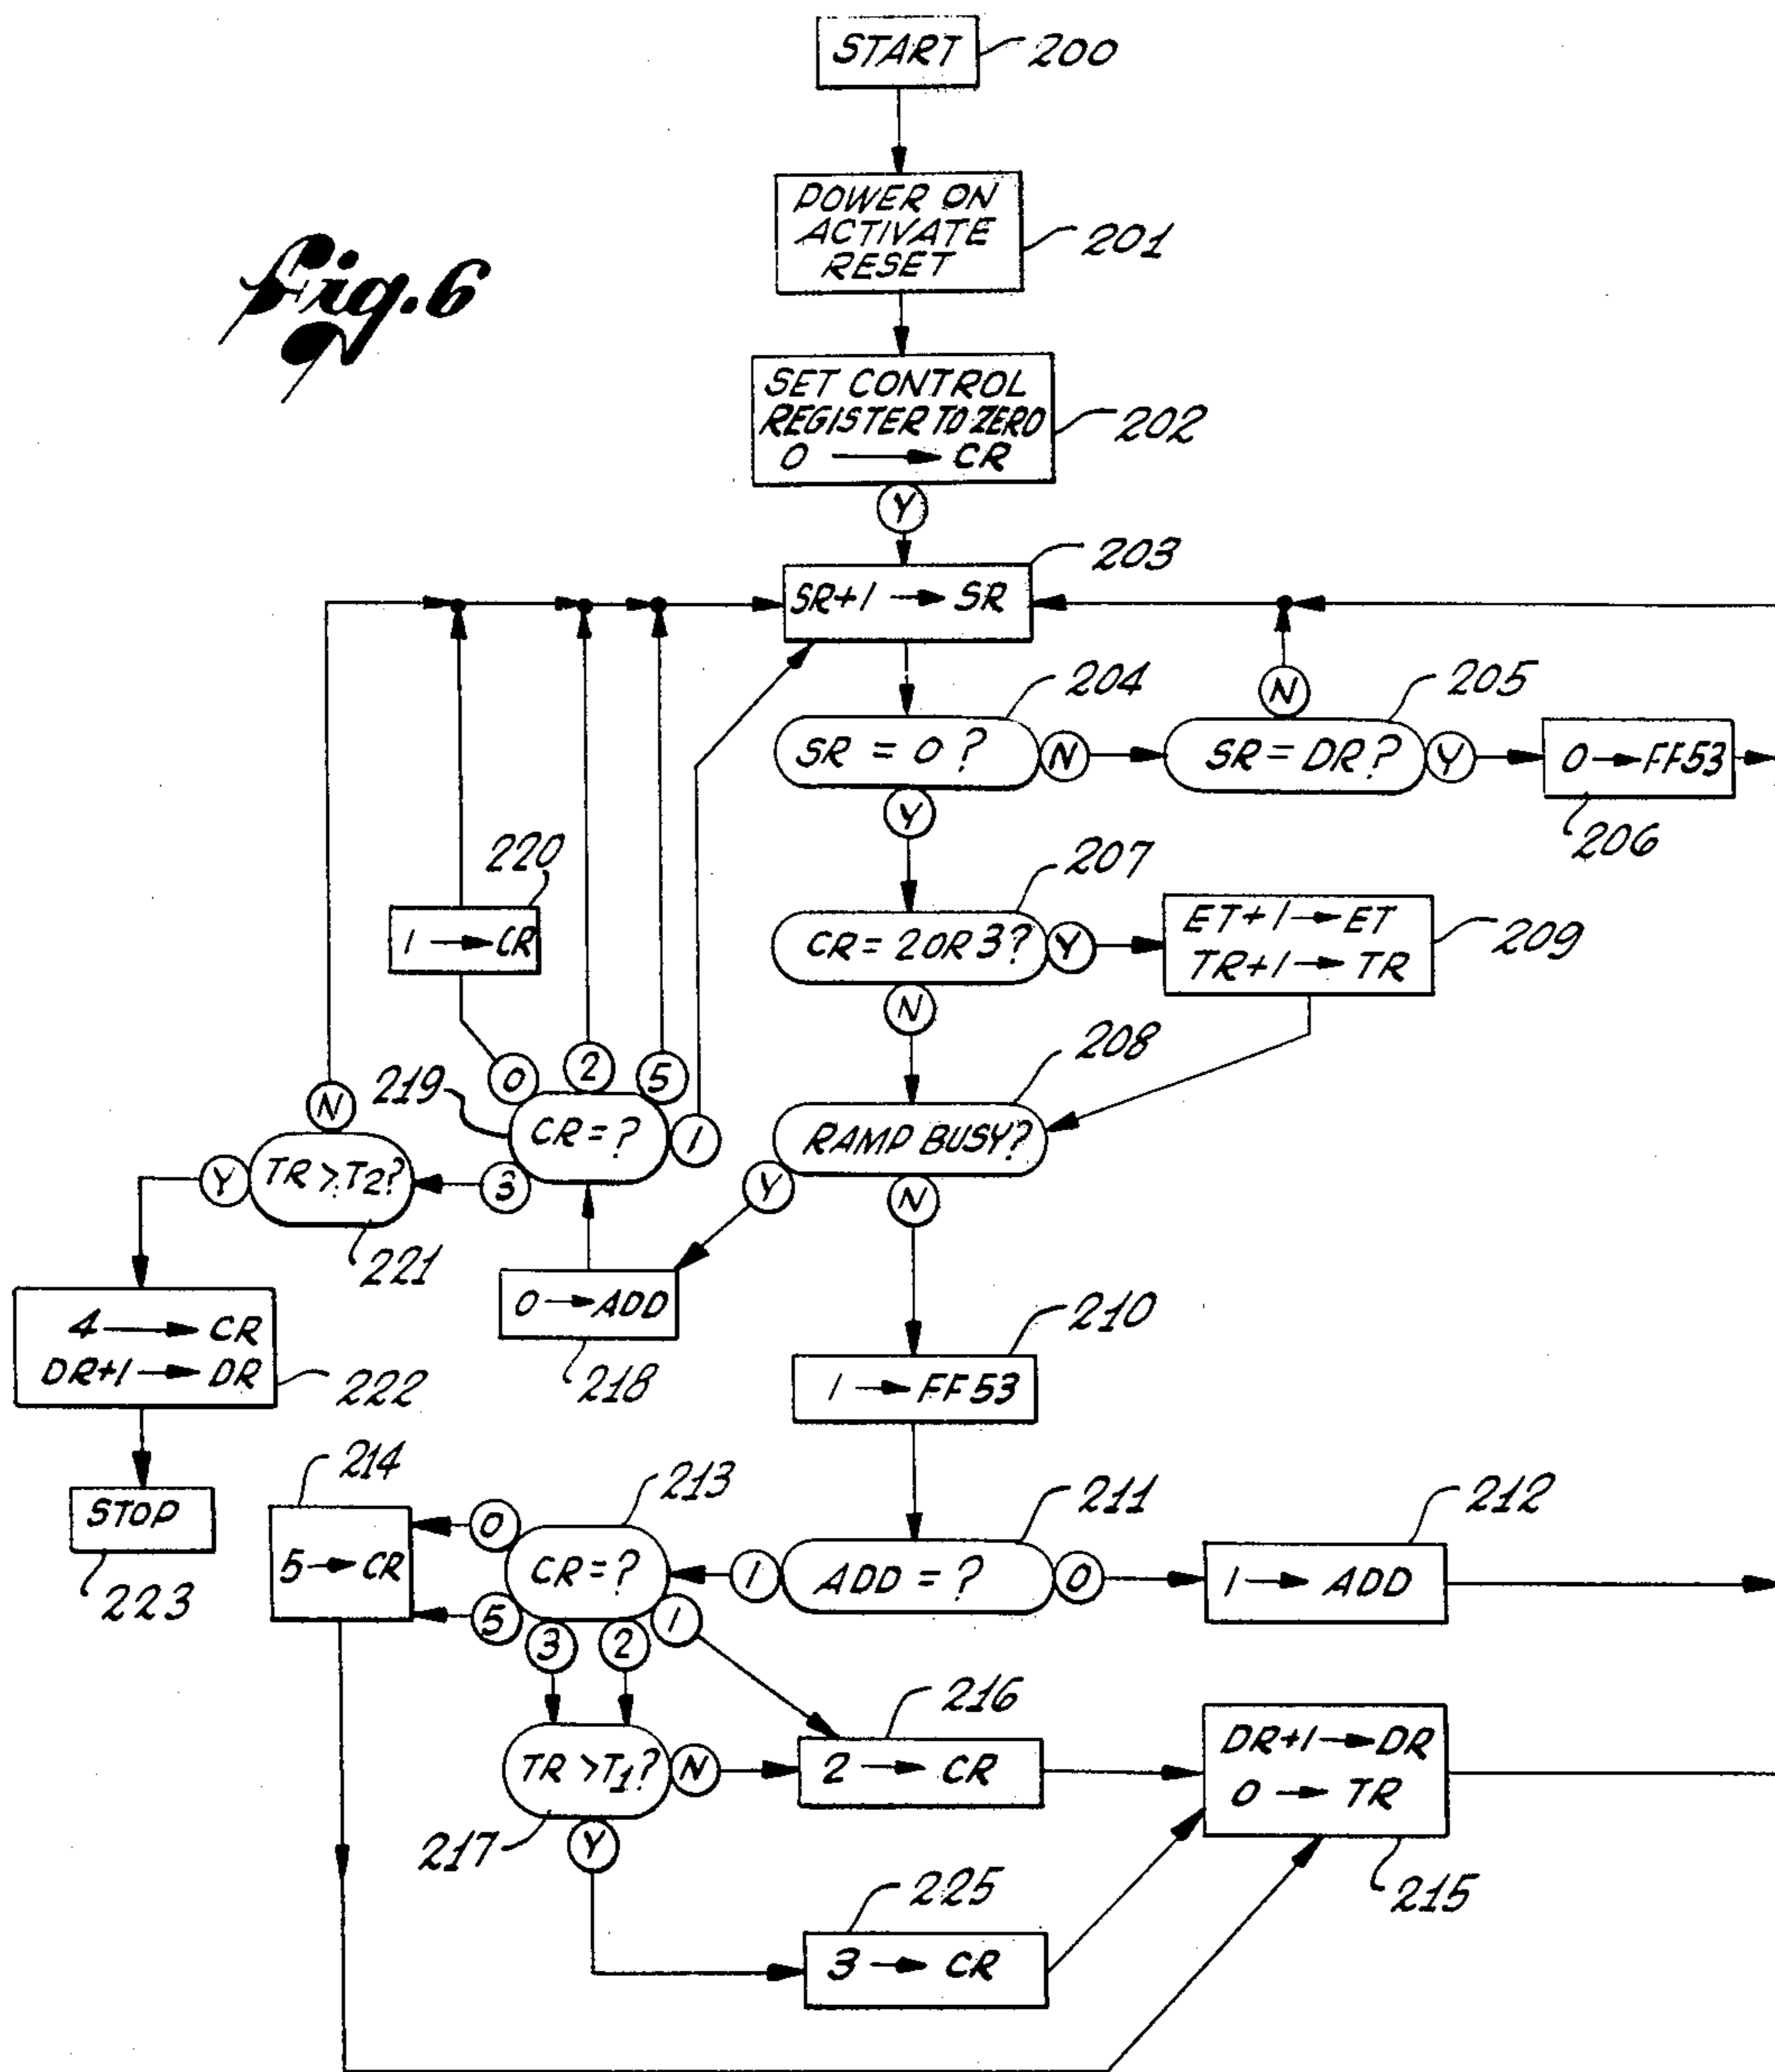 START
200
POWER ON
ACTIVATE
RESET
201
Fig. 6
SET CONTROL
REGISTER TO ZERO
0 → CR
202
Y
SR+1 → SR
203
SR = 0 ?
204
N
Y
SR = DR ?
205
N
Y
0 → FF53
206
CR = 2 OR 3 ?
207
Y
N
ET+1 → ET
TR+1 → TR
209
1 → CR
220
RAMP BUSY?
208
Y
N
CR = ?
219
0
2
5
1
3
TR > T2?
221
N
Y
0 → ADD
218
4 → CR
DR+1 → DR
222
STOP
223
1 → FF53
210
ADD = ?
211
1
0
1 → ADD
212
CR = ?
213
0
5
3
2
1
5 → CR
214
TR > T1?
217
N
Y
2 → CR
216
DR+1 → DR
0 → TR
215
3 → CR
225